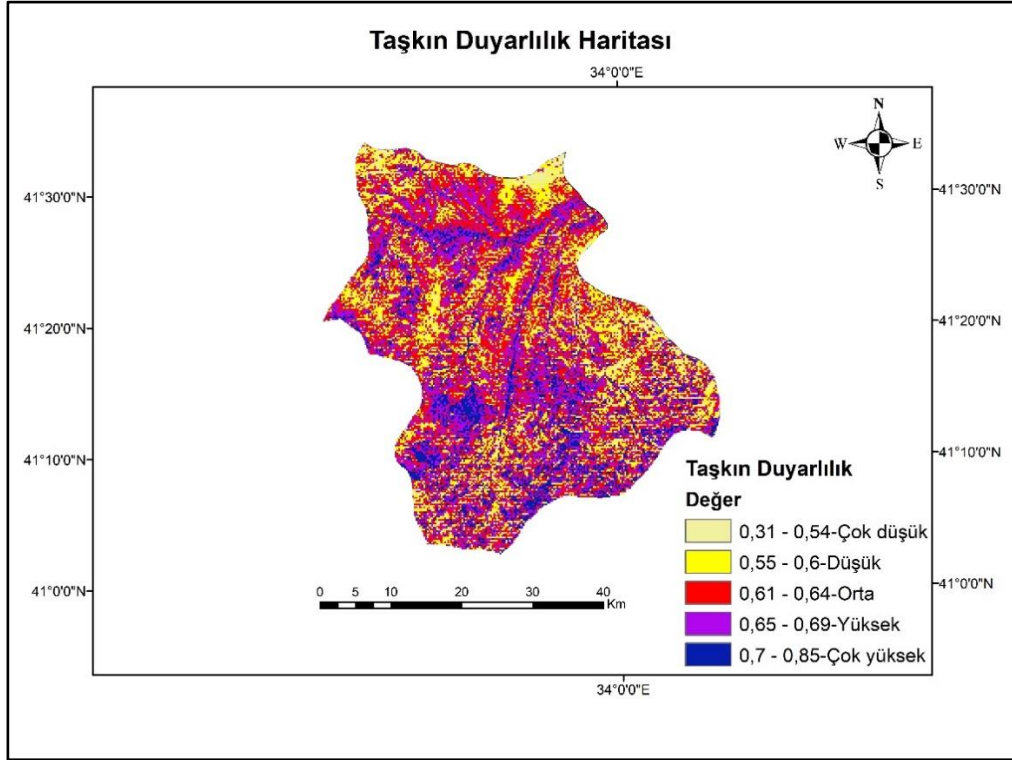 Taşkın Duyarlılık Haritası
34°0'0"E
N
W
E
S
41°30'0"N
41°30'0"N
41°20'0"N
41°20'0"N
41°10'0"N
41°10'0"N
41°0'0"N
41°0'0"N
Taşkın Duyarlılık
Değer
0,31 - 0,54-Çok düşük
0,55 - 0,6-Düşük
0,61 - 0,64-Orta
0,65 - 0,69-Yüksek
0,7 - 0,85-Çok yüksek
0 5 10 20 30 40
Km
34°0'0"E